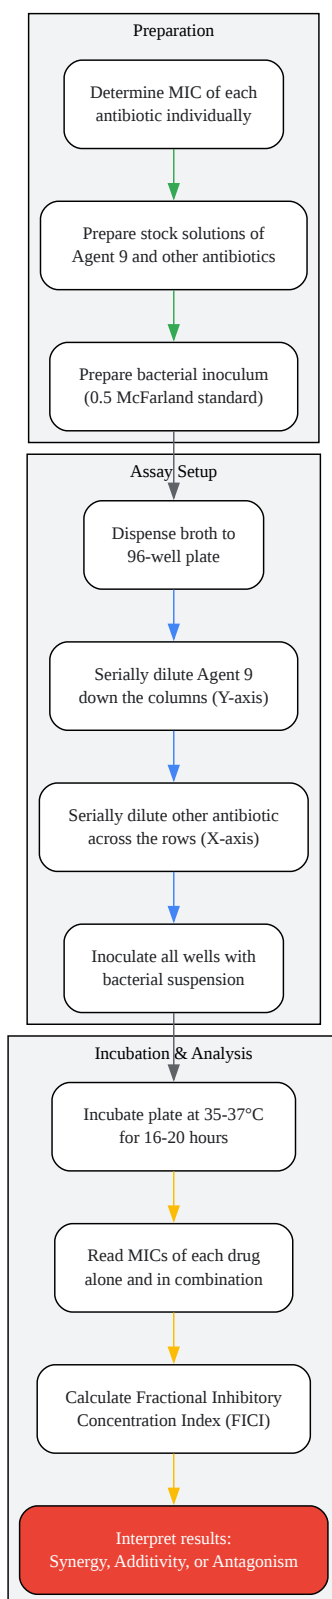 Preparation
Determine MIC of each
antibiotic individually
Prepare stock solutions of
Agent 9 and other antibiotics
Prepare bacterial inoculum
(0.5 McFarland standard)
Assay Setup
Dispense broth to
96-well plate
Serially dilute Agent 9
down the columns (Y-axis)
Serially dilute other antibiotic
across the rows (X-axis)
Inoculate all wells with
bacterial suspension
Incubation & Analysis
Incubate plate at 35-37°C
for 16-20 hours
Read MICs of each drug
alone and in combination
Calculate Fractional Inhibitory
Concentration Index (FICI)
Interpret results:
Synergy, Additivity, or Antagonism